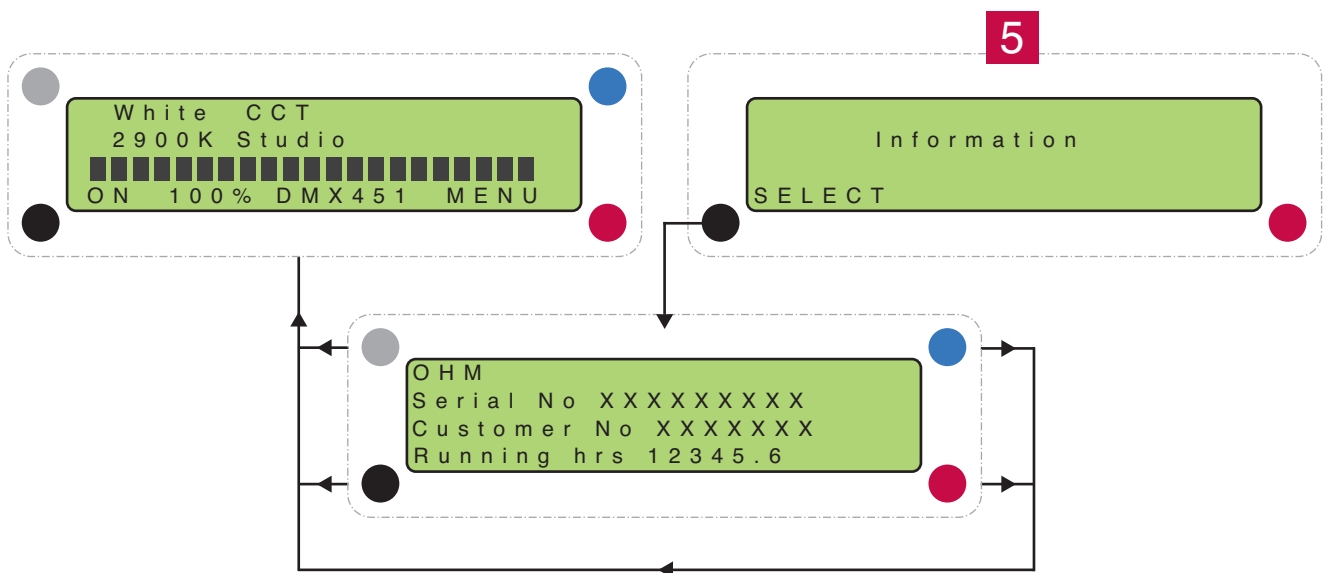 5
White CCT
2900K Studio
ON 100% DMX451 MENU
Information
SELECT
OHM
Serial No XXXXXXXXX
Customer No XXXXXXX
Running hrs 12345.6